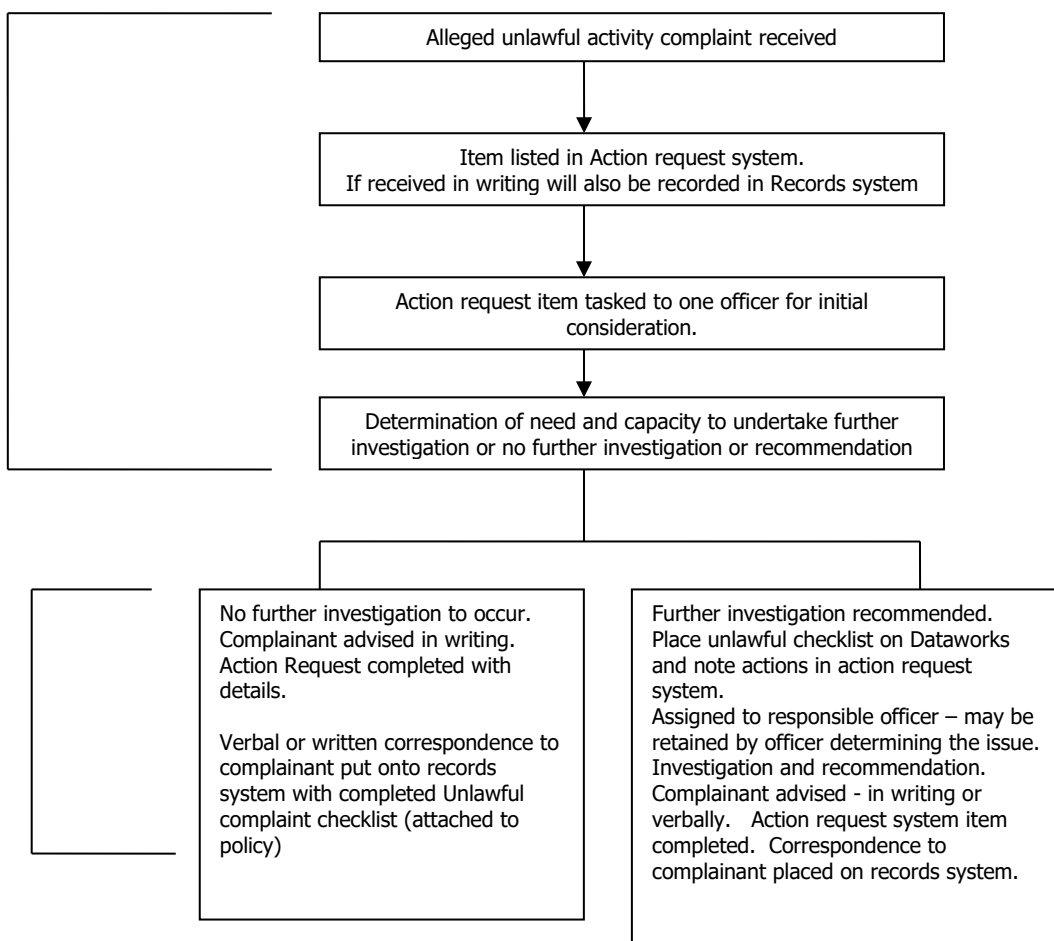 Alleged unlawful activity complaint received
Item listed in Action request system.
If received in writing will also be recorded in Records system
Action request item tasked to one officer for initial
consideration.
Determination of need and capacity to undertake further
investigation or no further investigation or recommendation
No further investigation to occur.
Complainant advised in writing.
Action Request completed with
details.
Verbal or written correspondence to
complainant put onto records
system with completed Unlawful
complaint checklist (attached to
policy)
Further investigation recommended.
Place unlawful checklist on Dataworks
and note actions in action request
system.
Assigned to responsible officer – may be
retained by officer determining the issue.
Investigation and recommendation.
Complainant advised - in writing or
verbally.   Action request system item
completed.  Correspondence to
complainant placed on records system.